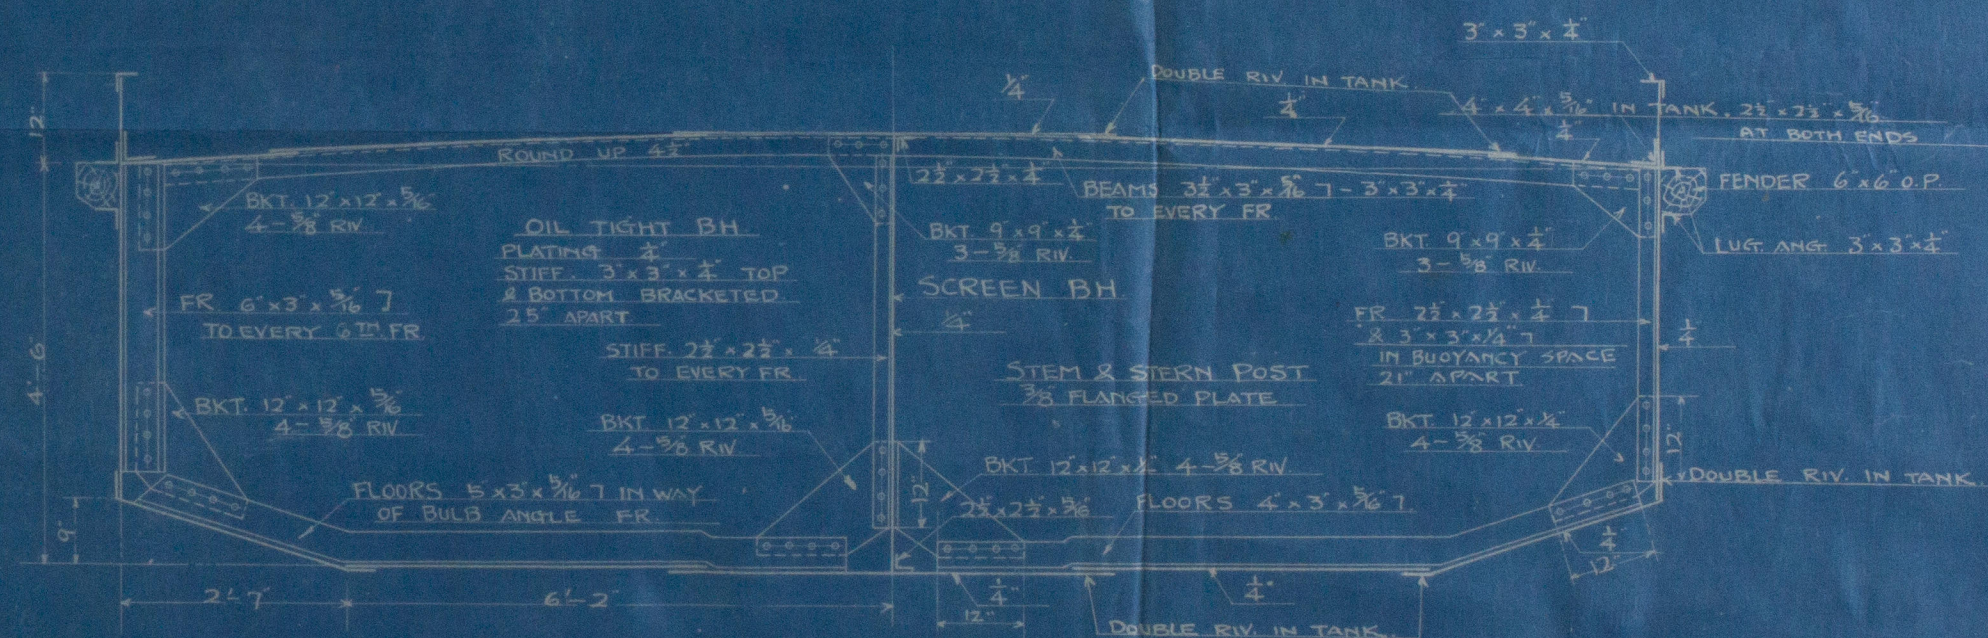 3" × 3" × 1/4"
DOUBLE RIV. IN TANK.
1/4"
1/4"
4" × 4" × 5/16" IN TANK. 2 1/2" × 2 1/2" × 5/16"
AT BOTH ENDS
1/4"
12"
ROUND UP 4 1/2"
2 1/2" × 2 1/2" × 1/4"
BEAMS 3 1/2" × 3" × 5/16" ㄱ - 3" × 3" × 1/4"
TO EVERY FR.
FENDER 6" × 6" O.P.
BKT. 12" × 12" × 5/16"
4 - 5/8" RIV.
OIL TIGHT BH.
PLATING 1/4"
STIFF. 3" × 3" × 1/4" TOP
& BOTTOM BRACKETED
25" APART.
BKT. 9" × 9" × 1/4"
3 - 5/8" RIV.
BKT. 9" × 9" × 1/4"
3 - 5/8" RIV.
LUG. ANG. 3" × 3" × 1/4"
SCREEN BH.
1/4"
FR. 6" × 3" × 5/16" ㄱ
TO EVERY 6TH. FR.
FR. 2 1/2" × 2 1/2" × 1/4" ㄱ
& 3" × 3" × 1/4" ㄱ
IN BUOYANCY SPACE
21" APART.
1/4"
STIFF. 2 1/2" × 2 1/2" × 1/4"
TO EVERY FR.
STEM & STERN POST
3/8" FLANGED PLATE
4'-6"
BKT. 12" × 12" × 5/16"
4 - 5/8" RIV.
BKT. 12" × 12" × 5/16"
4 - 5/8" RIV.
BKT. 12" × 12" × 1/4"
4 - 5/8" RIV.
12"
BKT. 12" × 12" × 1/4" 4 - 5/8" RIV.
DOUBLE RIV. IN TANK.
FLOORS 5" × 3" × 5/16" ㄱ IN WAY
OF BULB ANGLE FR.
12"
2 1/2" × 2 1/2" × 5/16"
FLOORS 4" × 3" × 5/16" ㄱ.
9"
1/4"
12"
2'-7"
6'-2"
1/4"
12"
1/4"
DOUBLE RIV. IN TANK.